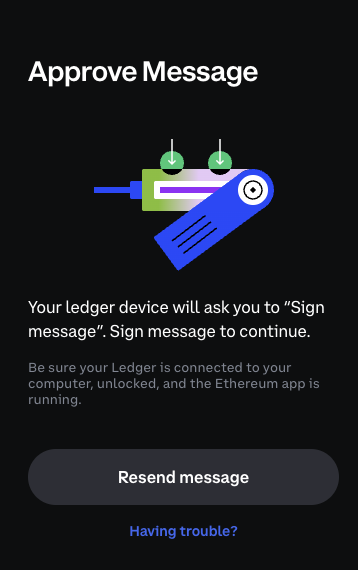 Approve Message
Your ledger device will ask you to “Sign
message”. Sign message to continue.
Be sure your Ledger is connected to your
computer, unlocked, and the Ethereum app is
running.
Resend message
Having trouble?